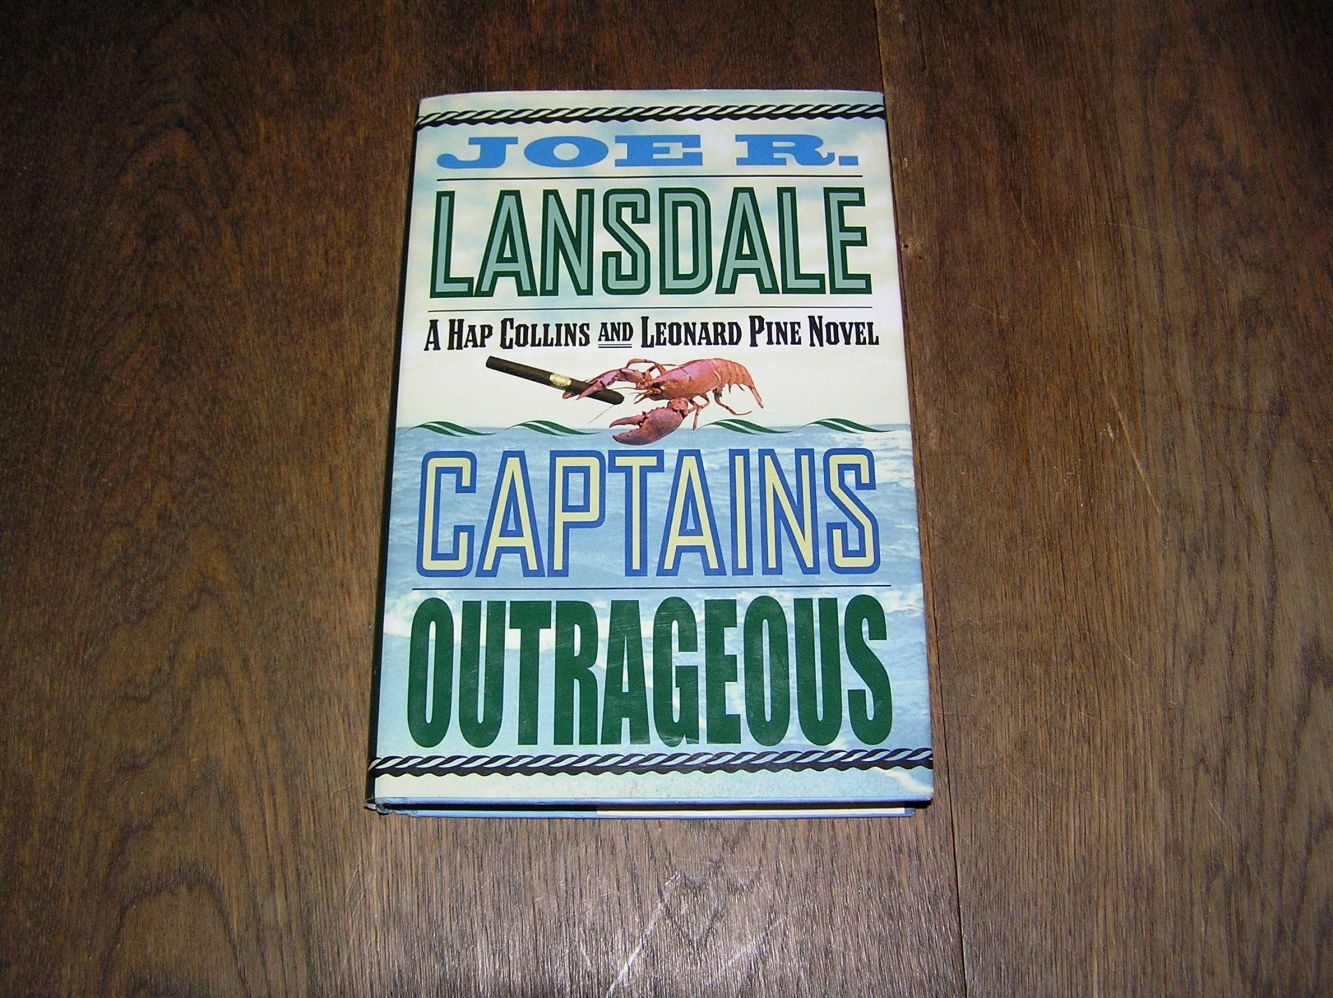 JOE R.
LANSDALE
A HAP COLLINS AND LEONARD PINE NOVEL
CAPTAINS
OUTRAGEOUS